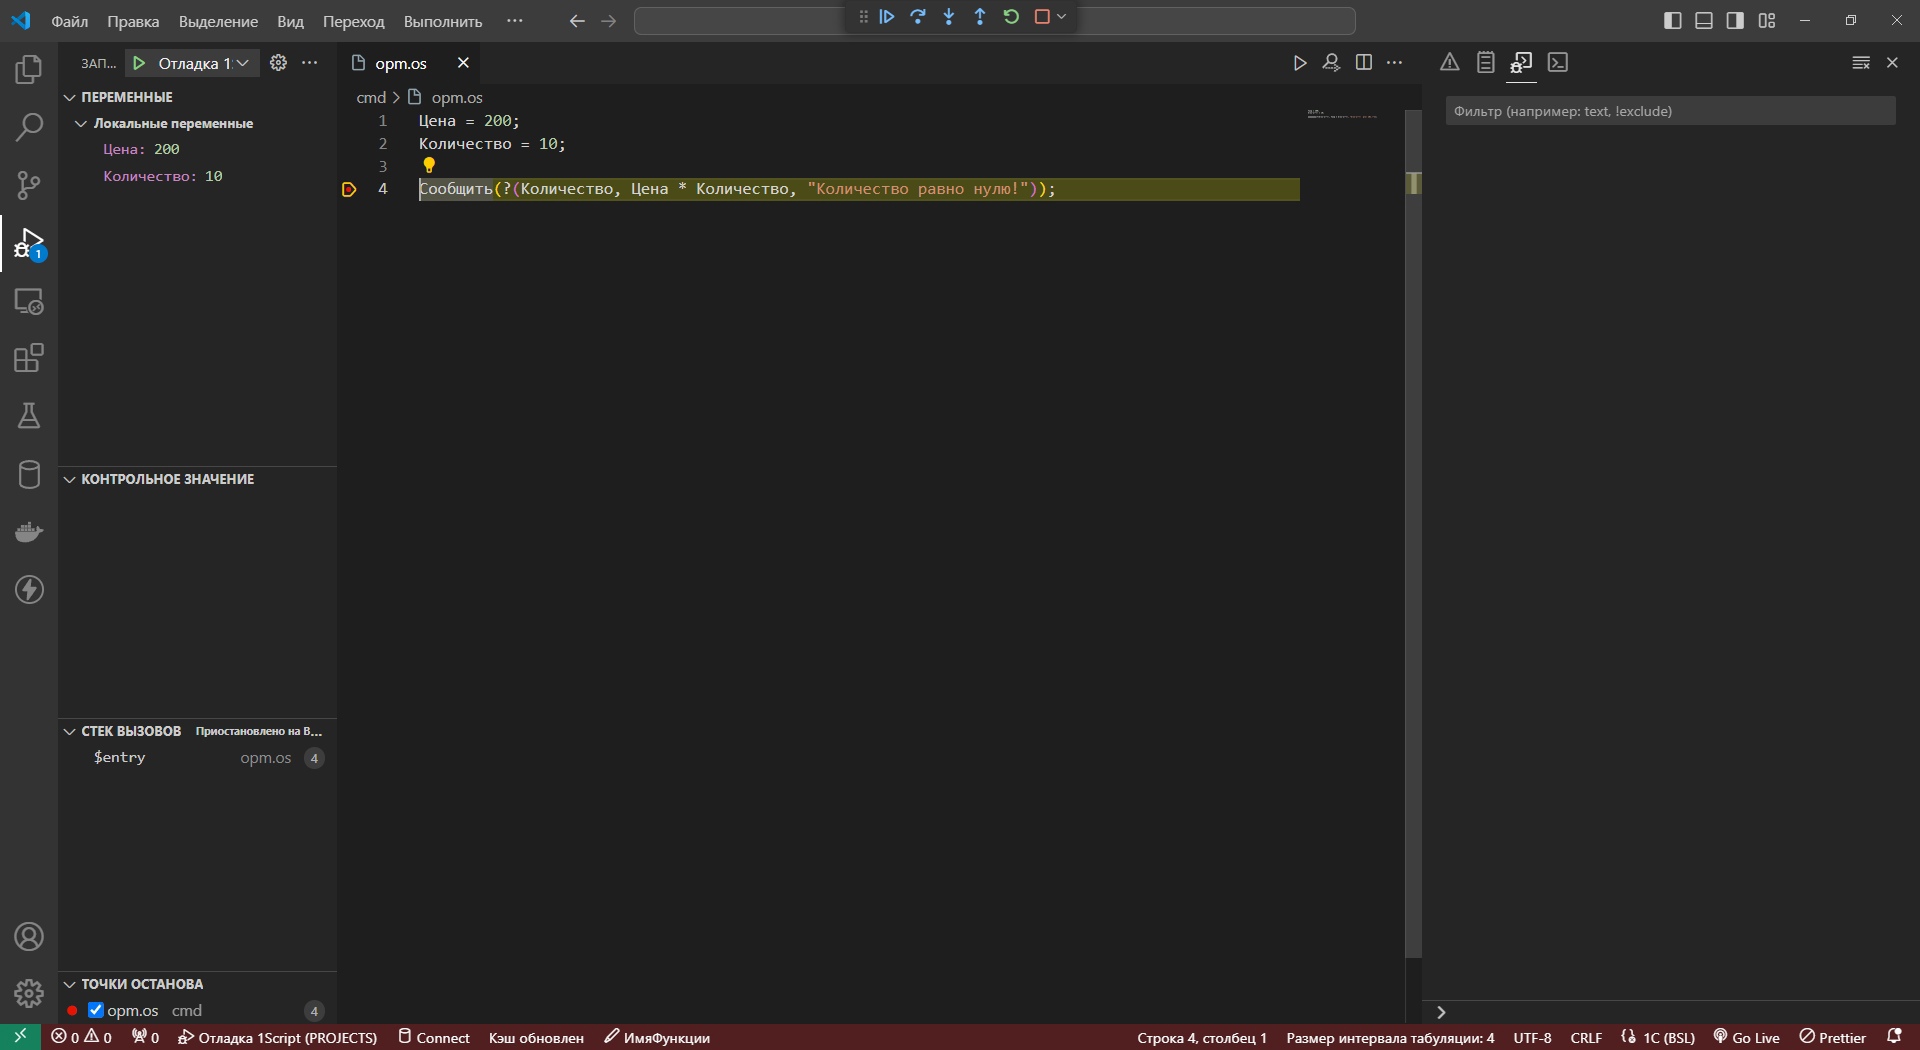 Файл Правка Выделение Вид Переход Выполнить ···
ЗАП... Отладка 1:
opm.os
ПЕРЕМЕННЫЕ
Локальные переменные
Цена: 200
Количество: 10
cmd > opm.os
1 Цена = 200;
2 Количество = 10;
3
4 Сообщить(?(Количество, Цена * Количество, "Количество равно нулю!"));
Фильтр (например: text, !exclude)
1
КОНТРОЛЬНОЕ ЗНАЧЕНИЕ
СТЕК ВЫЗОВОВ Приостановлено на В...
$entry opm.os 4
ТОЧКИ ОСТАНОВА
opm.os cmd 4
0 0 0 Отладка 1Script (PROJECTS) Connect Кэш обновлен ИмяФункции Строка 4, столбец 1 Размер интервала табуляции: 4 UTF-8 CRLF 1C (BSL) Go Live Prettier